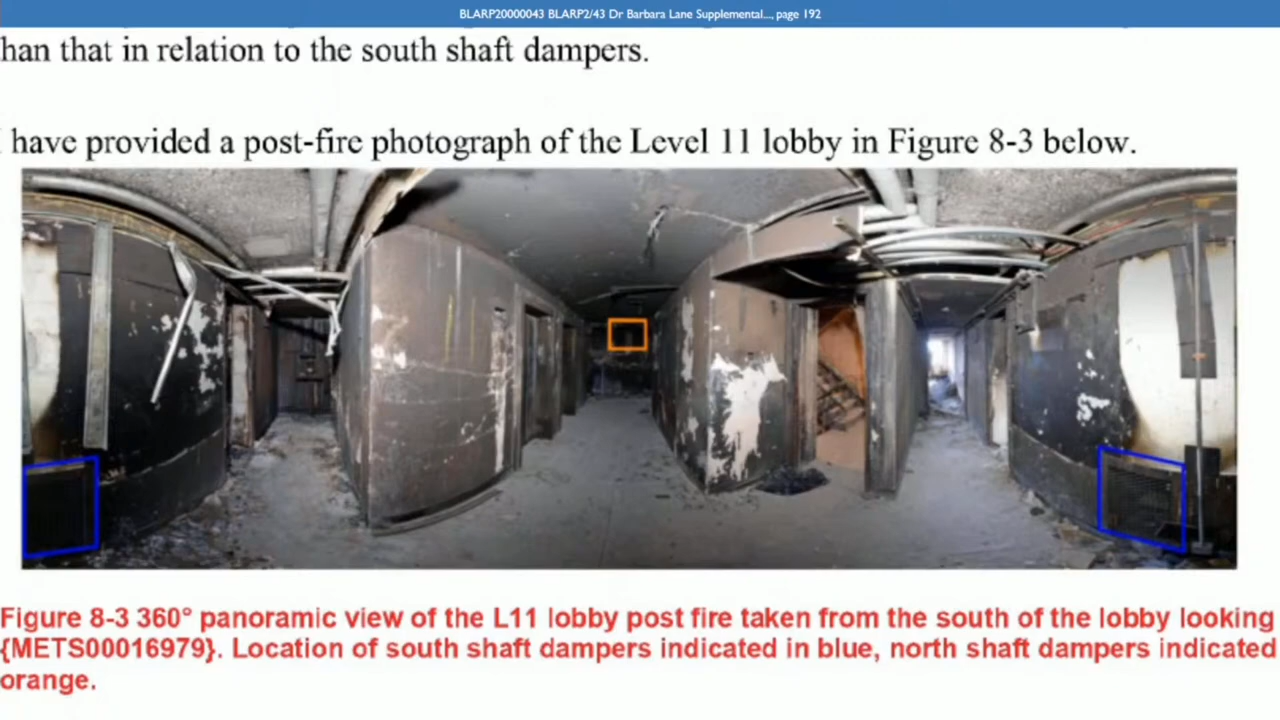 BLARP20000043 BLARP2/43 Dr Barbara Lane Supplemental..., page 192
han that in relation to the south shaft dampers.
have provided a post-fire photograph of the Level 11 lobby in Figure 8-3 below.
Figure 8-3 360° panoramic view of the L11 lobby post fire taken from the south of the lobby looking
{METS00016979}. Location of south shaft dampers indicated in blue, north shaft dampers indicated
orange.